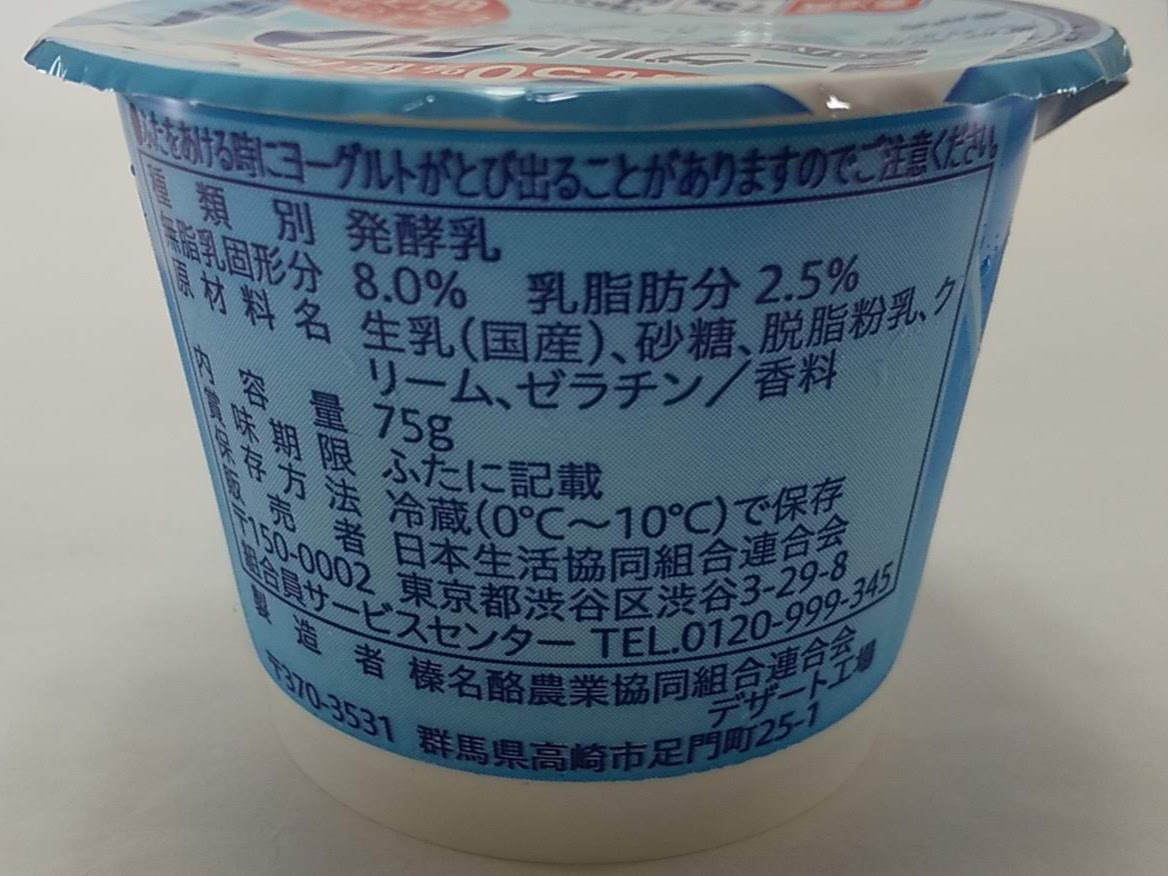 ふたをあける時にヨーグルトがとび出ることがありますのでご注意ください。
種類別 発酵乳
無脂乳固形分 8.0% 乳脂肪分 2.5%
原材料名 生乳(国産)、砂糖、脱脂粉乳、ク
リーム、ゼラチン/香料
内容量 75g
賞味期限 ふたに記載
保存方法 冷蔵(0℃～10℃)で保存
販売者 日本生活協同組合連合会
〒150-0002 東京都渋谷区渋谷3-29-8
組合員サービスセンター TEL.0120-999-345
製造者 榛名酪農業協同組合連合会
デザート工場
〒370-3531 群馬県高崎市足門町25-1